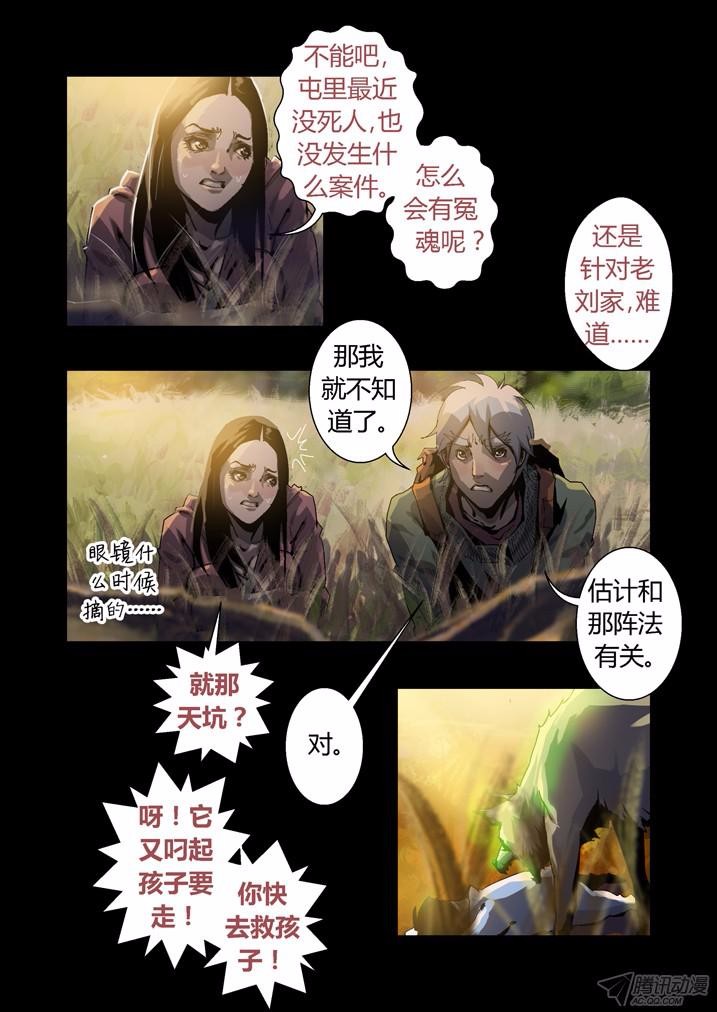 不能吧，
屯里最近
没死人，也
没发生什
么案件。
怎么
会有冤
魂呢？
还是
针对老
刘家，难
道……
那我
就不知
道了。
眼镜什
么时候
摘的……
估计和
那阵法
有关。
就那
天坑？
对。
呀！它
又叼起
孩子要
走！
你快
去救孩
子！
腾讯动漫